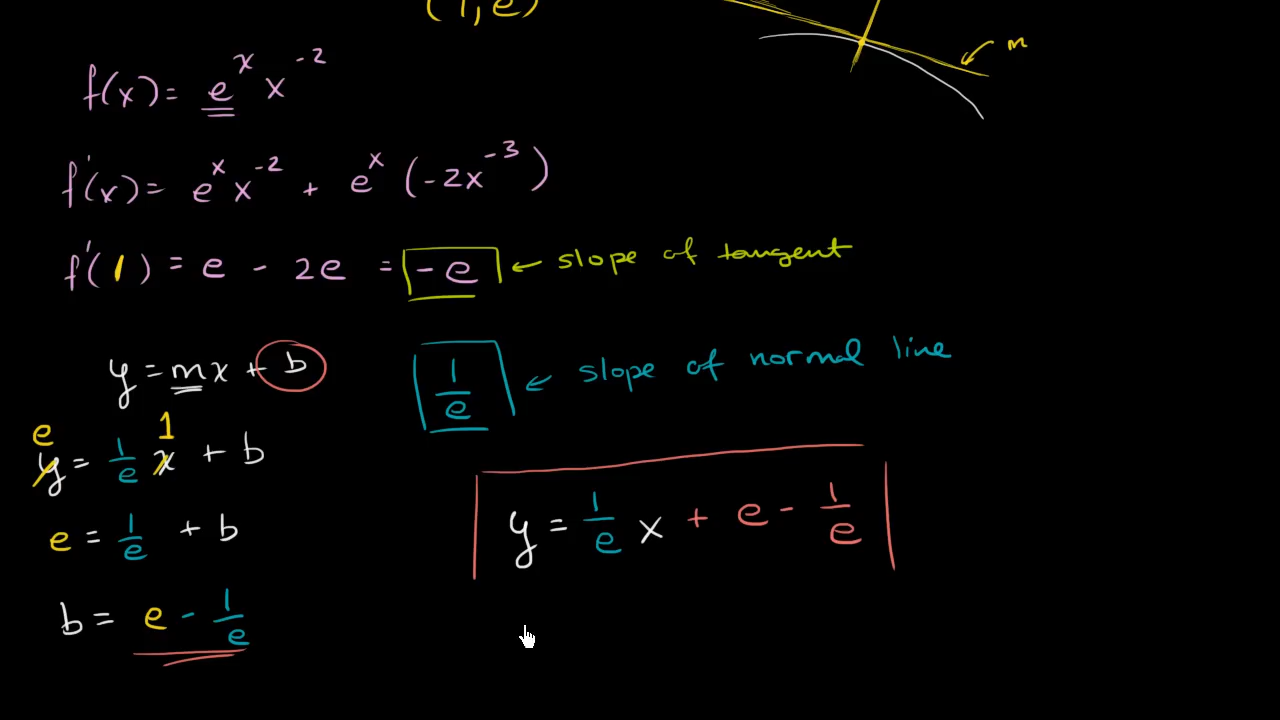 (1, e)
m
f(x) = e^x x^-2
f'(x) = e^x x^-2 + e^x (-2x^-3)
f'(1) = e - 2e = -e ← slope of tangent
y = mx + b
1/e ← slope of normal line
e 1
y = 1/e x + b
y = 1/e x + e - 1/e
e = 1/e + b
b = e - 1/e